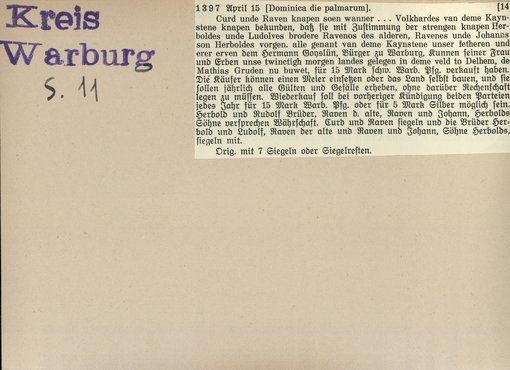 Kreis
Warburg
S. 11
1397 April 15 [Dominica die palmarum]. [14
Curd unde Raven knapen soen wanner . . . Volkhardes van deme Kayn-
stene knapen bekunden, daß sie mit Zustimmung der strengen knapen Her-
boldes unde Ludolves brodere Ravenos des alderen, Ravenes unde Johanns
son Herboldes vorgen. alle genant van deme Kaynstene unser fetheren und
erer erven dem Hermann Goyslün, Bürger zu Warburg, Kunnen seiner Frau
und Erben unse twinetigh morgen landes gelegen in deme veld to Delhem, de
Mathias Gruden nu buwet, für 15 Mark schw. Warb. Pfg. verkauft haben.
Die Käufer können einen Meier einsetzen oder das Land selbst bauen, und sie
sollen jährlich alle Gülten und Gefälle erheben, ohne darüber Rechenschaft
legen zu müssen. Wiederkauf soll bei vorheriger Kündigung beiden Parteien
jedes Jahr für 15 Mark Warb. Pfg. oder für 5 Mark Silber möglich sein.
Herbold und Rudolf Brüder, Raven d. alte, Raven und Johann, Herbolds
Söhne versprechen Währschaft. Curd und Raven siegeln und die Brüder Her-
bold und Ludolf, Raven der alte und Raven und Johann, Söhne Herbolds,
siegeln mit.
Orig. mit 7 Siegeln oder Siegelresten.